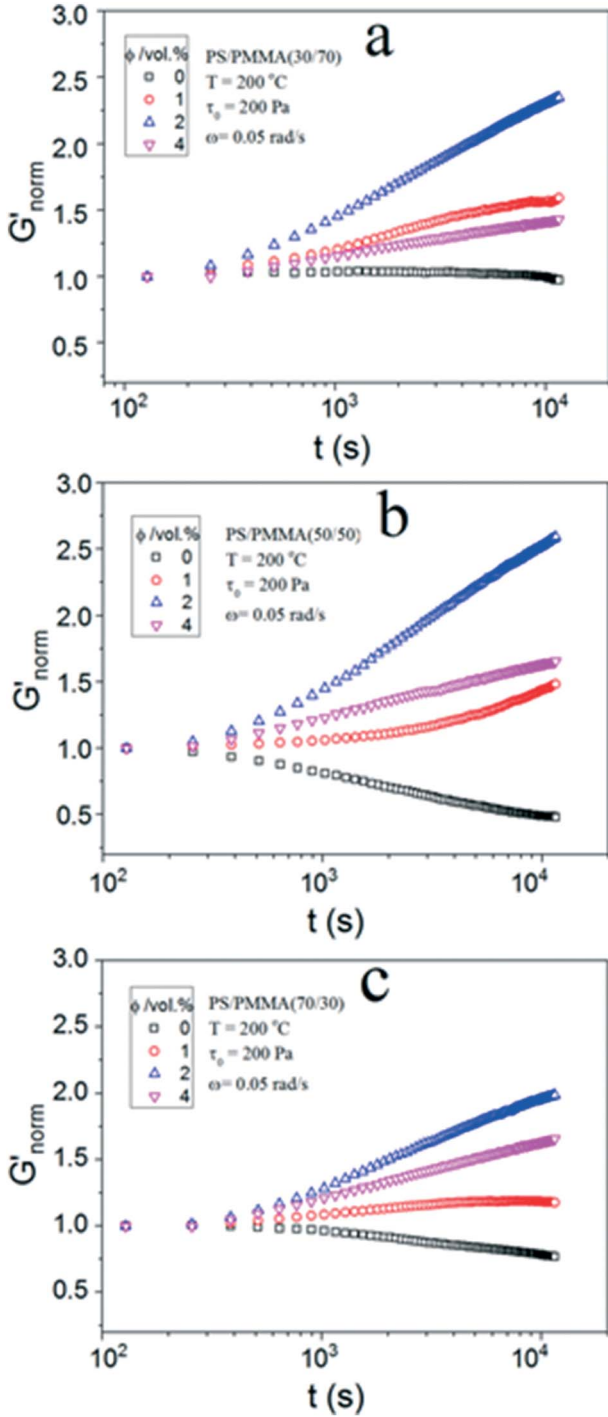 a
3.0
2.5
2.0
1.5
1.0
0.5
G'norm
ϕ /vol.%
0
1
2
4
PS/PMMA(30/70)
T = 200 °C
τ0 = 200 Pa
ω= 0.05 rad/s
10² 10³ 10⁴
t (s)
b
3.0
2.5
2.0
1.5
1.0
0.5
G'norm
ϕ /vol.%
0
1
2
4
PS/PMMA(50/50)
T = 200 °C
τ0 = 200 Pa
ω= 0.05 rad/s
10² 10³ 10⁴
t (s)
c
3.0
2.5
2.0
1.5
1.0
0.5
G'norm
ϕ /vol.%
0
1
2
4
PS/PMMA(70/30)
T = 200 °C
τ0 = 200 Pa
ω= 0.05 rad/s
10² 10³ 10⁴
t (s)